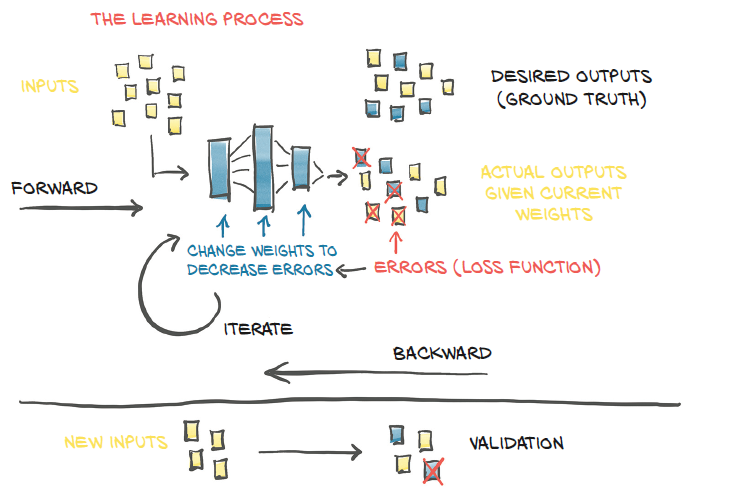 THE LEARNING PROCESS
INPUTS
DESIRED OUTPUTS
(GROUND TRUTH)
FORWARD
ACTUAL OUTPUTS
GIVEN CURRENT
WEIGHTS
CHANGE WEIGHTS TO
DECREASE ERRORS
ERRORS (LOSS FUNCTION)
ITERATE
BACKWARD
NEW INPUTS
VALIDATION